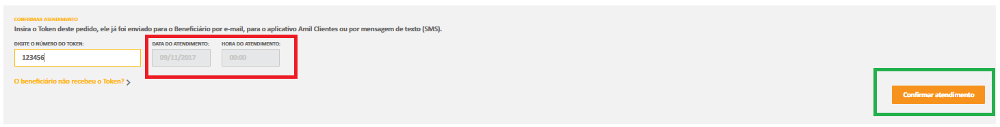 CONFIRMAR ATENDIMENTO
Insira o Token deste pedido, ele já foi enviado para o Beneficiário por e-mail, para o aplicativo Amil Clientes ou por mensagem de texto (SMS).
DIGITE O NÚMERO DO TOKEN: DATA DO ATENDIMENTO: HORA DO ATENDIMENTO:
123456 09/11/2017 00:00
O beneficiário não recebeu o Token? >
Confirmar atendimento